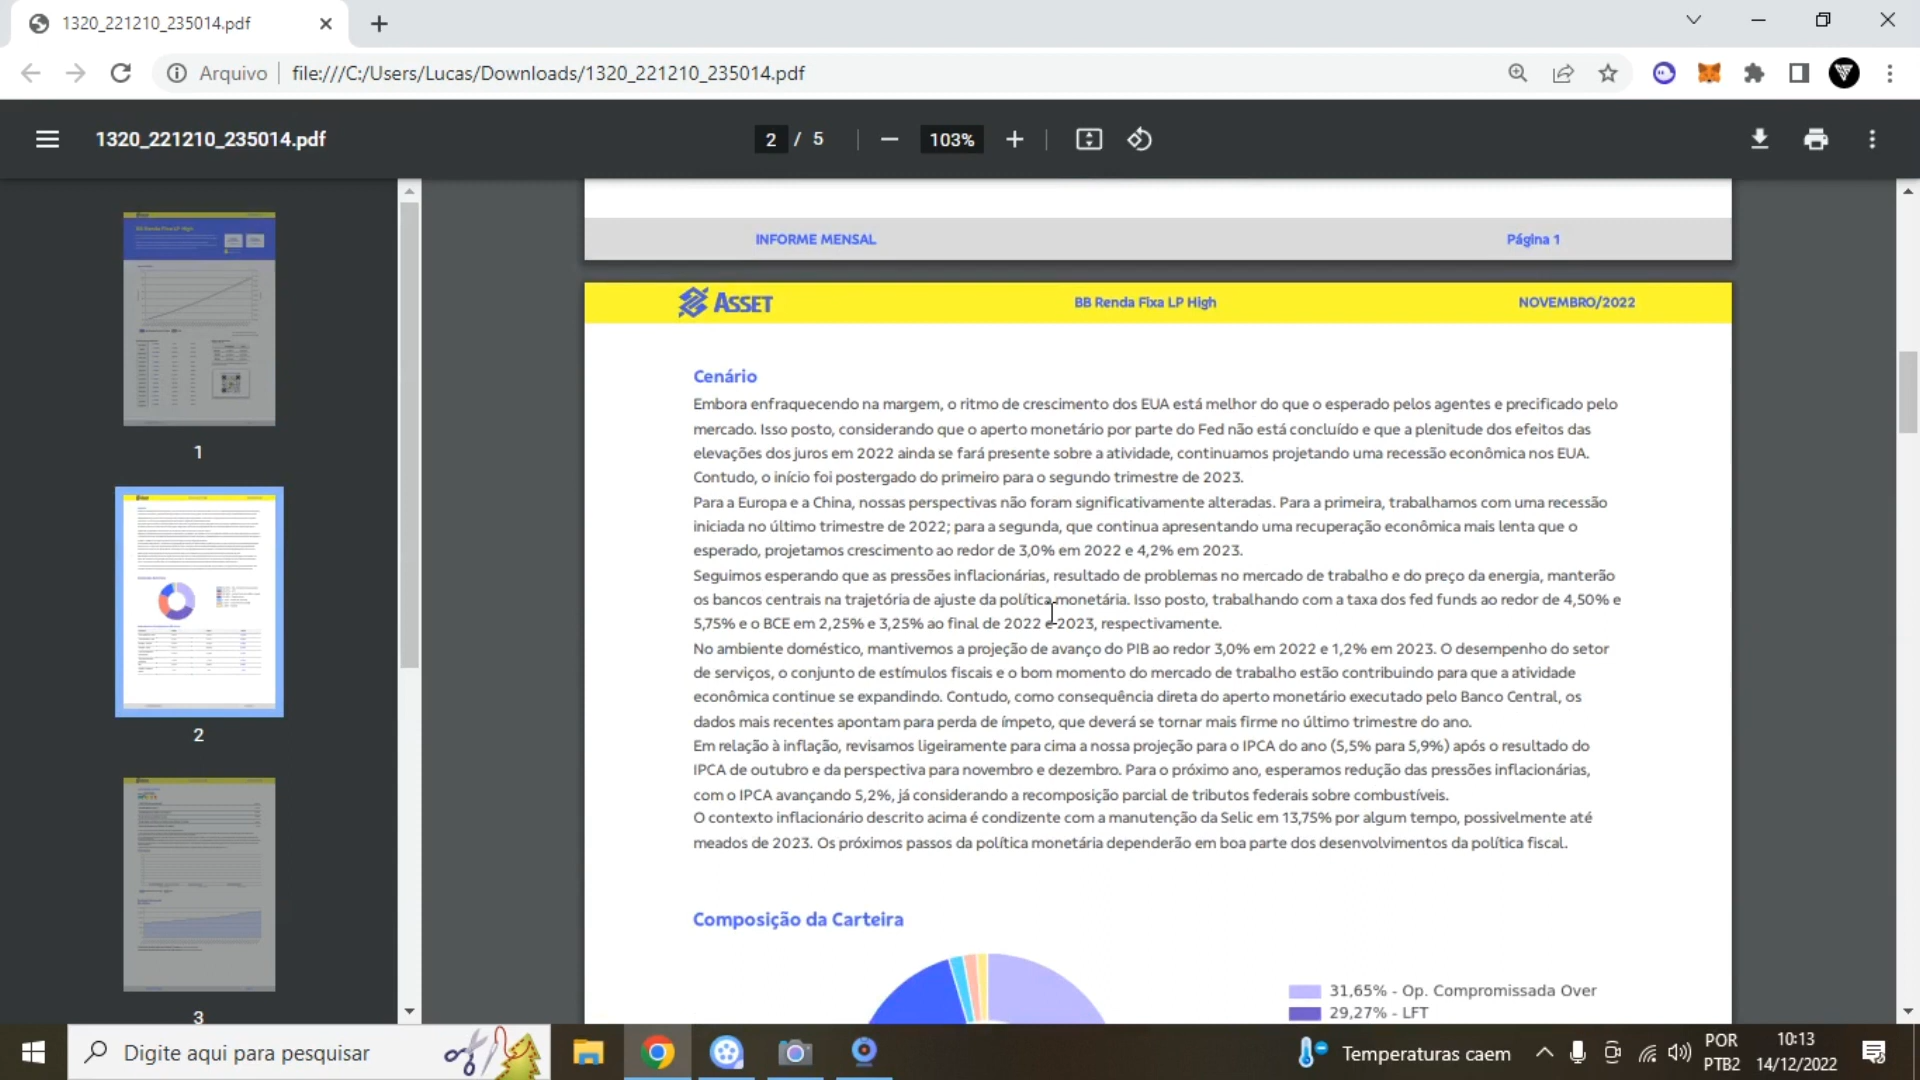 1320_221210_235014.pdf
Arquivo
file:///C:/Users/Lucas/Downloads/1320_221210_235014.pdf
1320_221210_235014.pdf
2 / 5
103%
1
2
3
INFORME MENSAL
Página 1
ASSET
BB Renda Fixa LP High
NOVEMBRO/2022
Cenário
Embora enfraquecendo na margem, o ritmo de crescimento dos EUA está melhor do que o esperado pelos agentes e precificado pelo
mercado. Isso posto, considerando que o aperto monetário por parte do Fed não está concluído e que a plenitude dos efeitos das
elevações dos juros em 2022 ainda se fará presente sobre a atividade, continuamos projetando uma recessão econômica nos EUA.
Contudo, o início foi postergado do primeiro para o segundo trimestre de 2023.
Para a Europa e a China, nossas perspectivas não foram significativamente alteradas. Para a primeira, trabalhamos com uma recessão
iniciada no último trimestre de 2022; para a segunda, que continua apresentando uma recuperação econômica mais lenta que o
esperado, projetamos crescimento ao redor de 3,0% em 2022 e 4,2% em 2023.
Seguimos esperando que as pressões inflacionárias, resultado de problemas no mercado de trabalho e do preço da energia, manterão
os bancos centrais na trajetória de ajuste da política monetária. Isso posto, trabalhando com a taxa dos fed funds ao redor de 4,50% e
5,75% e o BCE em 2,25% e 3,25% ao final de 2022 e 2023, respectivamente.
No ambiente doméstico, mantivemos a projeção de avanço do PIB ao redor 3,0% em 2022 e 1,2% em 2023. O desempenho do setor
de serviços, o conjunto de estímulos fiscais e o bom momento do mercado de trabalho estão contribuindo para que a atividade
econômica continue se expandindo. Contudo, como consequência direta do aperto monetário executado pelo Banco Central, os
dados mais recentes apontam para perda de ímpeto, que deverá se tornar mais firme no último trimestre do ano.
Em relação à inflação, revisamos ligeiramente para cima a nossa projeção para o IPCA do ano (5,5% para 5,9%) após o resultado do
IPCA de outubro e da perspectiva para novembro e dezembro. Para o próximo ano, esperamos redução das pressões inflacionárias,
com o IPCA avançando 5,2%, já considerando a recomposição parcial de tributos federais sobre combustíveis.
O contexto inflacionário descrito acima é condizente com a manutenção da Selic em 13,75% por algum tempo, possivelmente até
meados de 2023. Os próximos passos da política monetária dependerão em boa parte dos desenvolvimentos da política fiscal.
Composição da Carteira
31,65% - Op. Compromissada Over
29,27% - LFT
Digite aqui para pesquisar
Temperaturas caem
POR
PTB2
10:13
14/12/2022